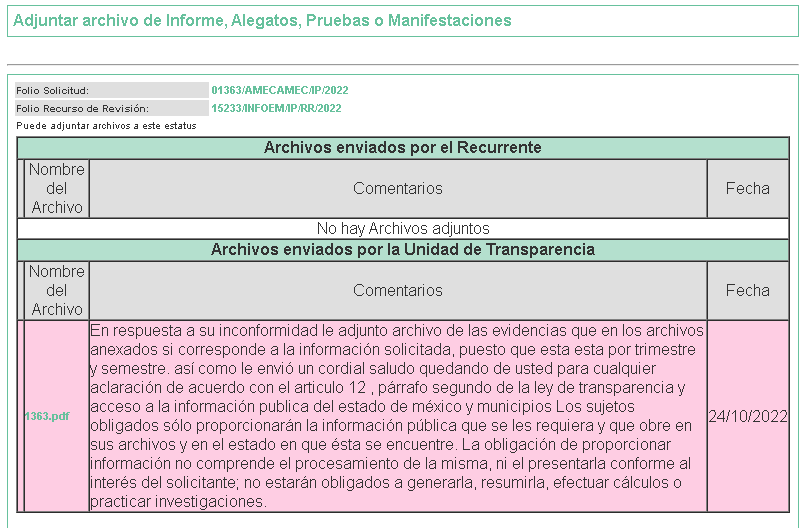 Adjuntar archivo de Informe, Alegatos, Pruebas o Manifestaciones
Folio Solicitud: 01363/AMECAMEC/IP/2022
Folio Recurso de Revisión: 15233/INFOEM/IP/RR/2022
Puede adjuntar archivos a este estatus
Archivos enviados por el Recurrente
Nombre
del
Archivo
Comentarios
Fecha
No hay Archivos adjuntos
Archivos enviados por la Unidad de Transparencia
Nombre
del
Archivo
Comentarios
Fecha
1363.pdf
En respuesta a su inconformidad le adjunto archivo de las evidencias que en los archivos
anexados si corresponde a la información solicitada, puesto que esta esta por trimestre
y semestre. así como le envió un cordial saludo quedando de usted para cualquier
aclaración de acuerdo con el articulo 12 , párrafo segundo de la ley de transparencia y
acceso a la información publica del estado de méxico y municipios Los sujetos
obligados sólo proporcionarán la información pública que se les requiera y que obre en
sus archivos y en el estado en que ésta se encuentre. La obligación de proporcionar
información no comprende el procesamiento de la misma, ni el presentarla conforme al
interés del solicitante; no estarán obligados a generarla, resumirla, efectuar cálculos o
practicar investigaciones.
24/10/2022